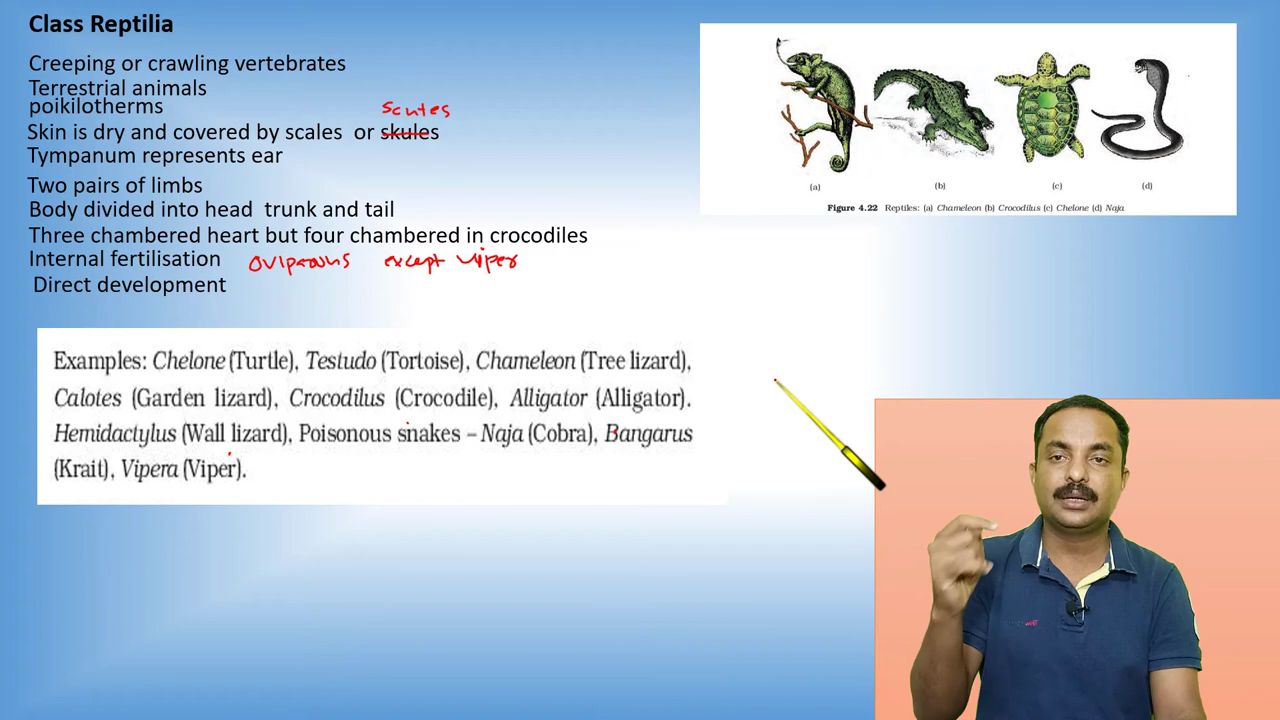 Class Reptilia
Creeping or crawling vertebrates
Terrestrial animals
poikilotherms
scutes
Skin is dry and covered by scales or skules
Tympanum represents ear
Two pairs of limbs
Body divided into head trunk and tail
Three chambered heart but four chambered in crocodiles
Internal fertilisation oviparous except viper
Direct development
(a) (b) (c) (d)
Figure 4.22 Reptiles: (a) Chameleon (b) Crocodilus (c) Chelone (d) Naja
Examples: Chelone (Turtle), Testudo (Tortoise), Chameleon (Tree lizard),
Calotes (Garden lizard), Crocodilus (Crocodile), Alligator (Alligator).
Hemidactylus (Wall lizard), Poisonous snakes – Naja (Cobra), Bangarus
(Krait), Vipera (Viper).